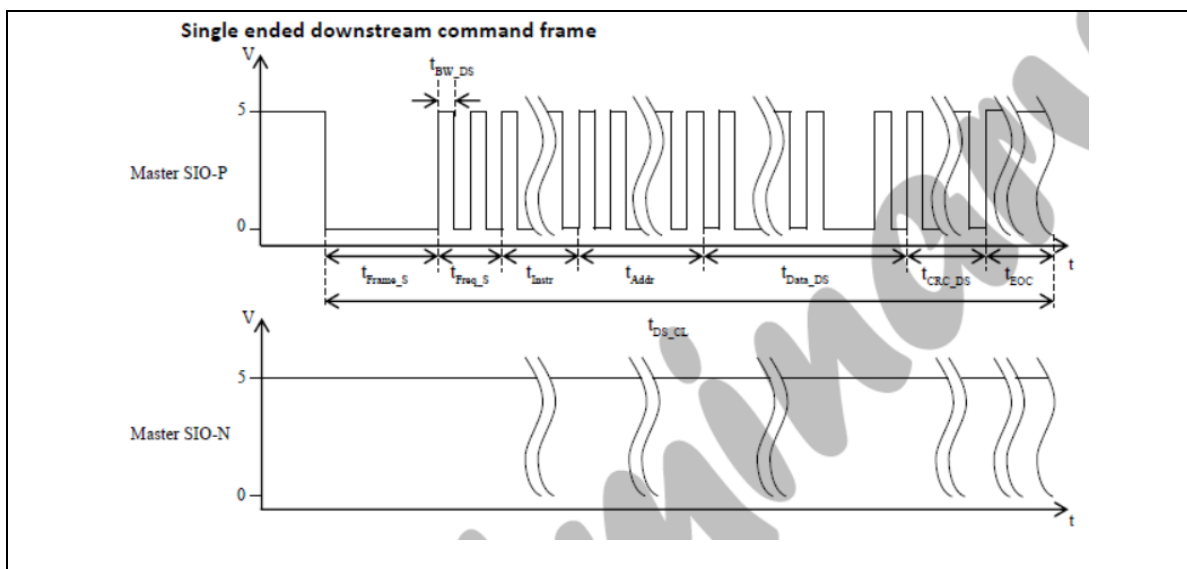 Single ended downstream command frame
V
t_BW_DS
5
Master SIO-P
0
t
t_Frame_S t_Freq_S t_Instr t_Addr t_Data_DS t_CRC_DS t_EOC
V
t_DS_CL
5
Master SIO-N
0
t